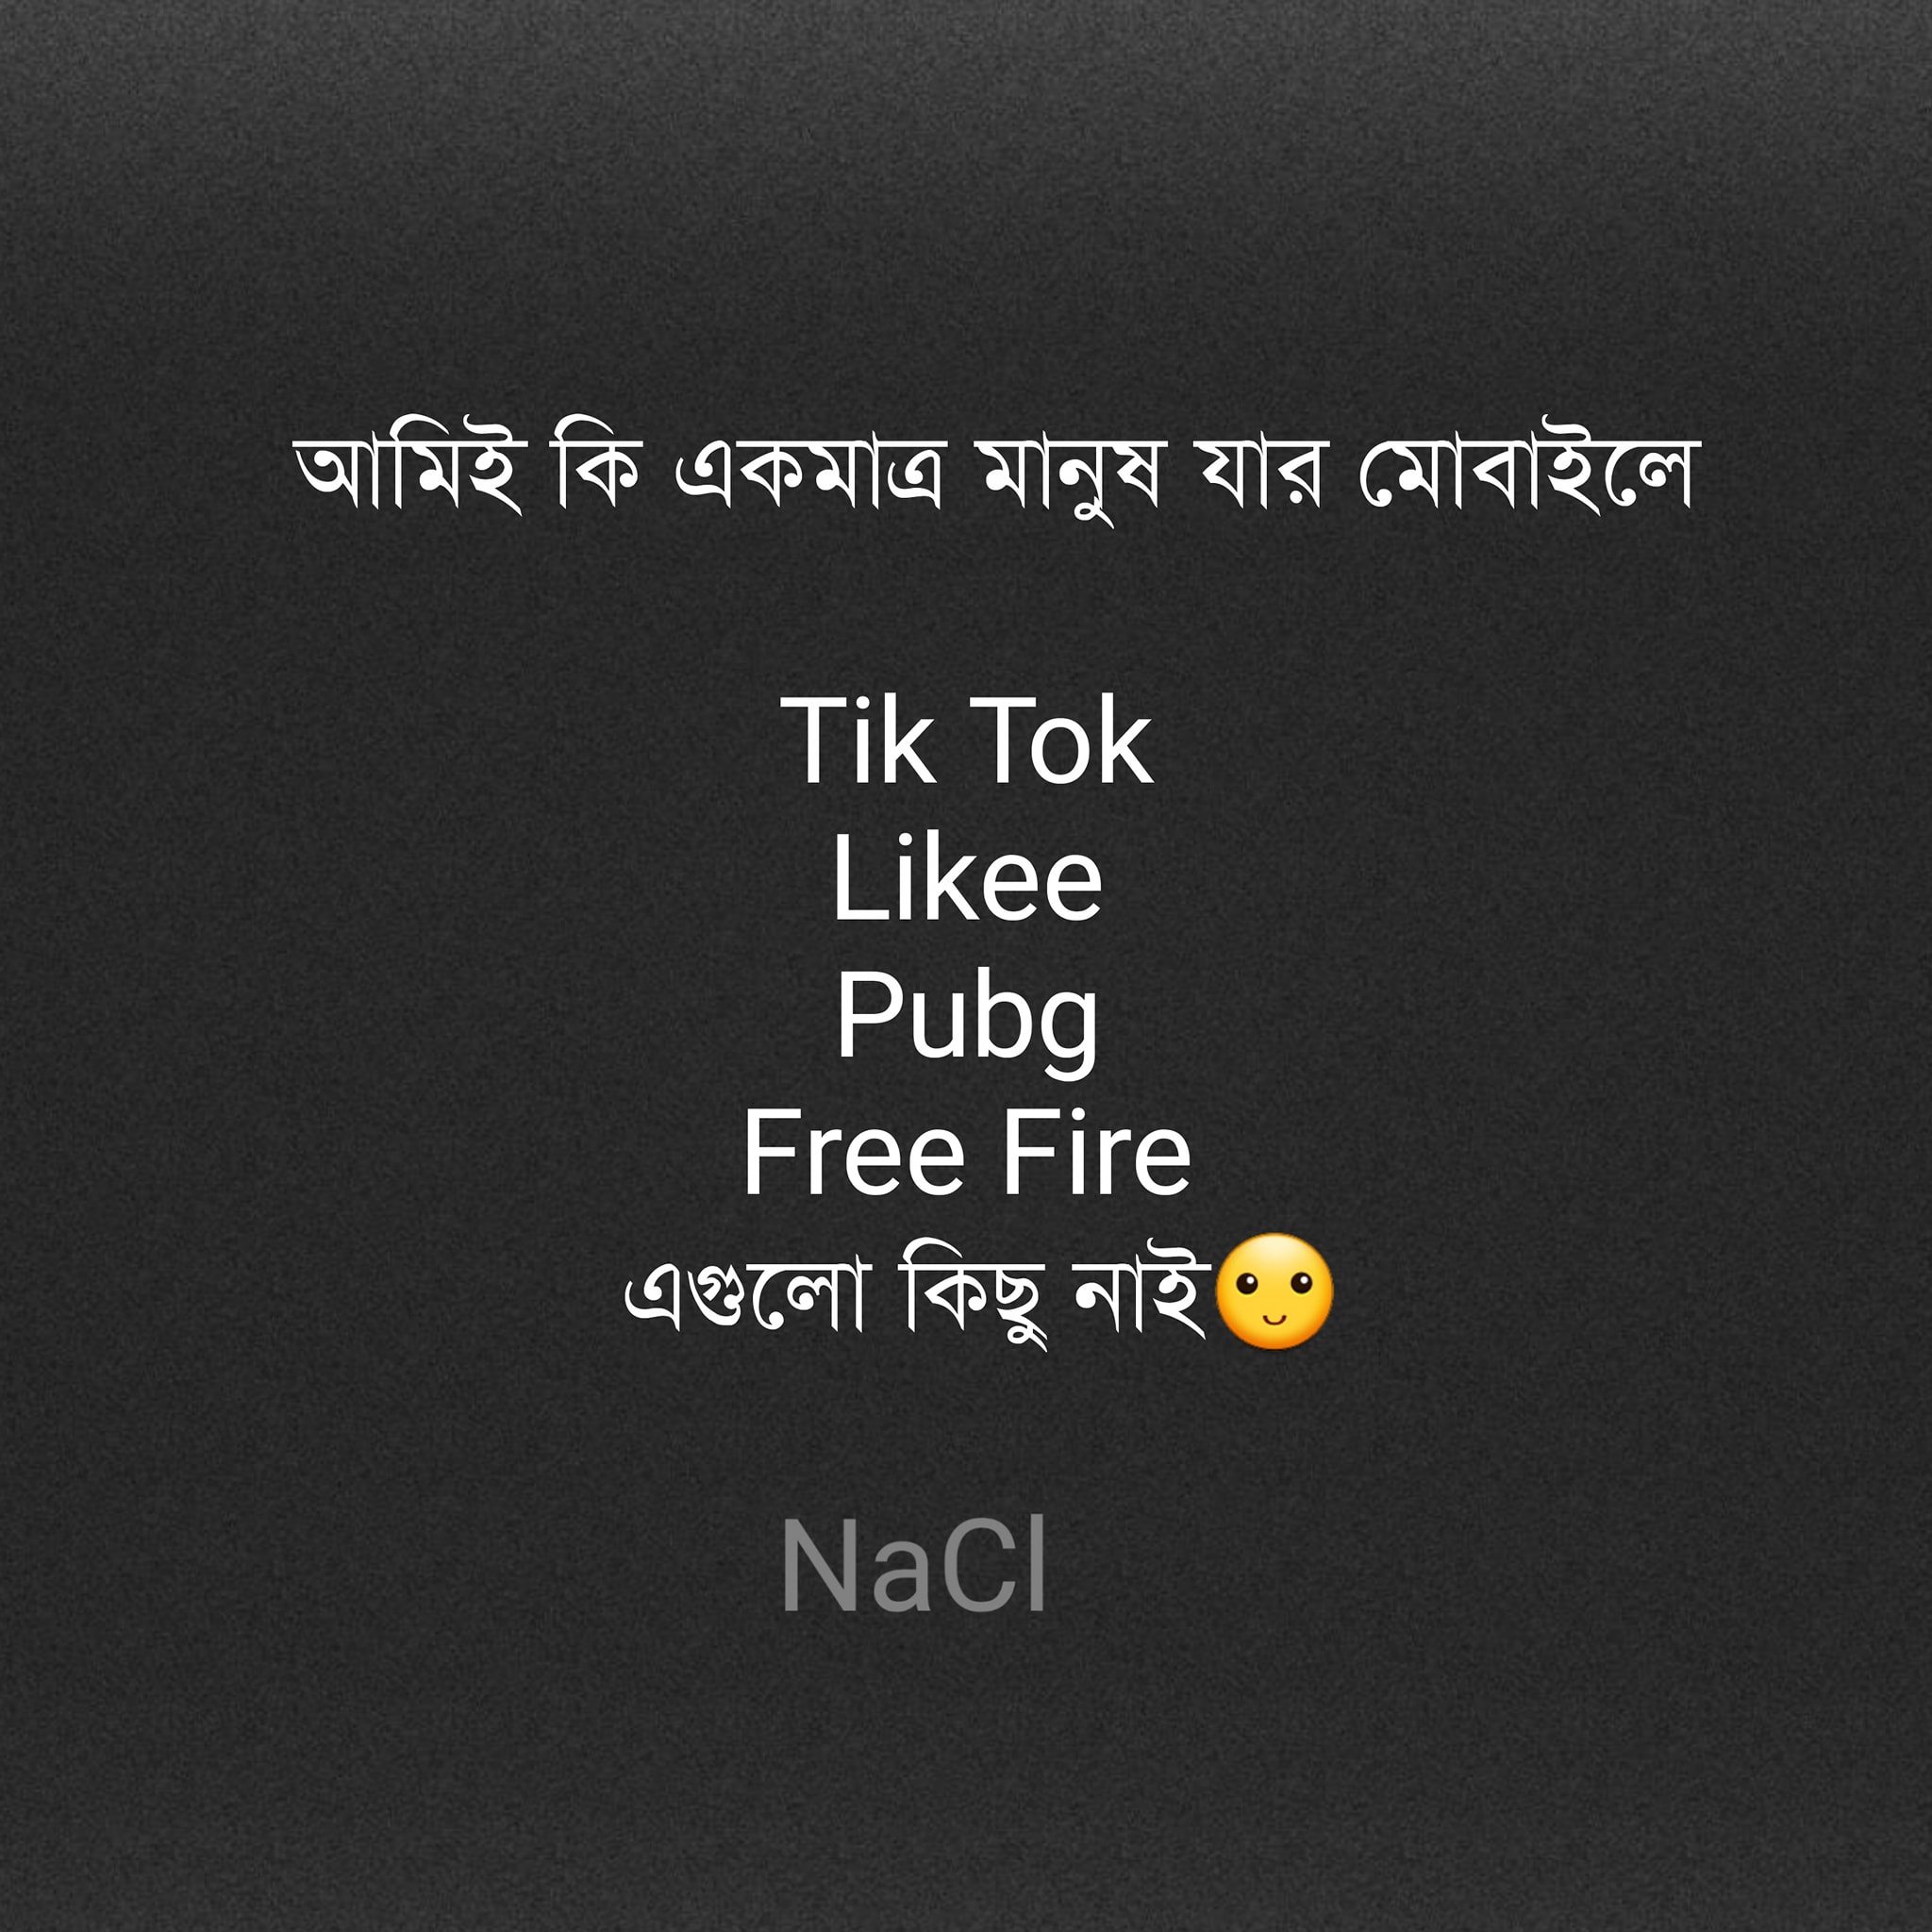 আমিই কি একমাত্র মানুষ যার মোবাইলে
Tik Tok
Likee
Pubg
Free Fire
এগুলো কিছু নাই🙂
NaCl